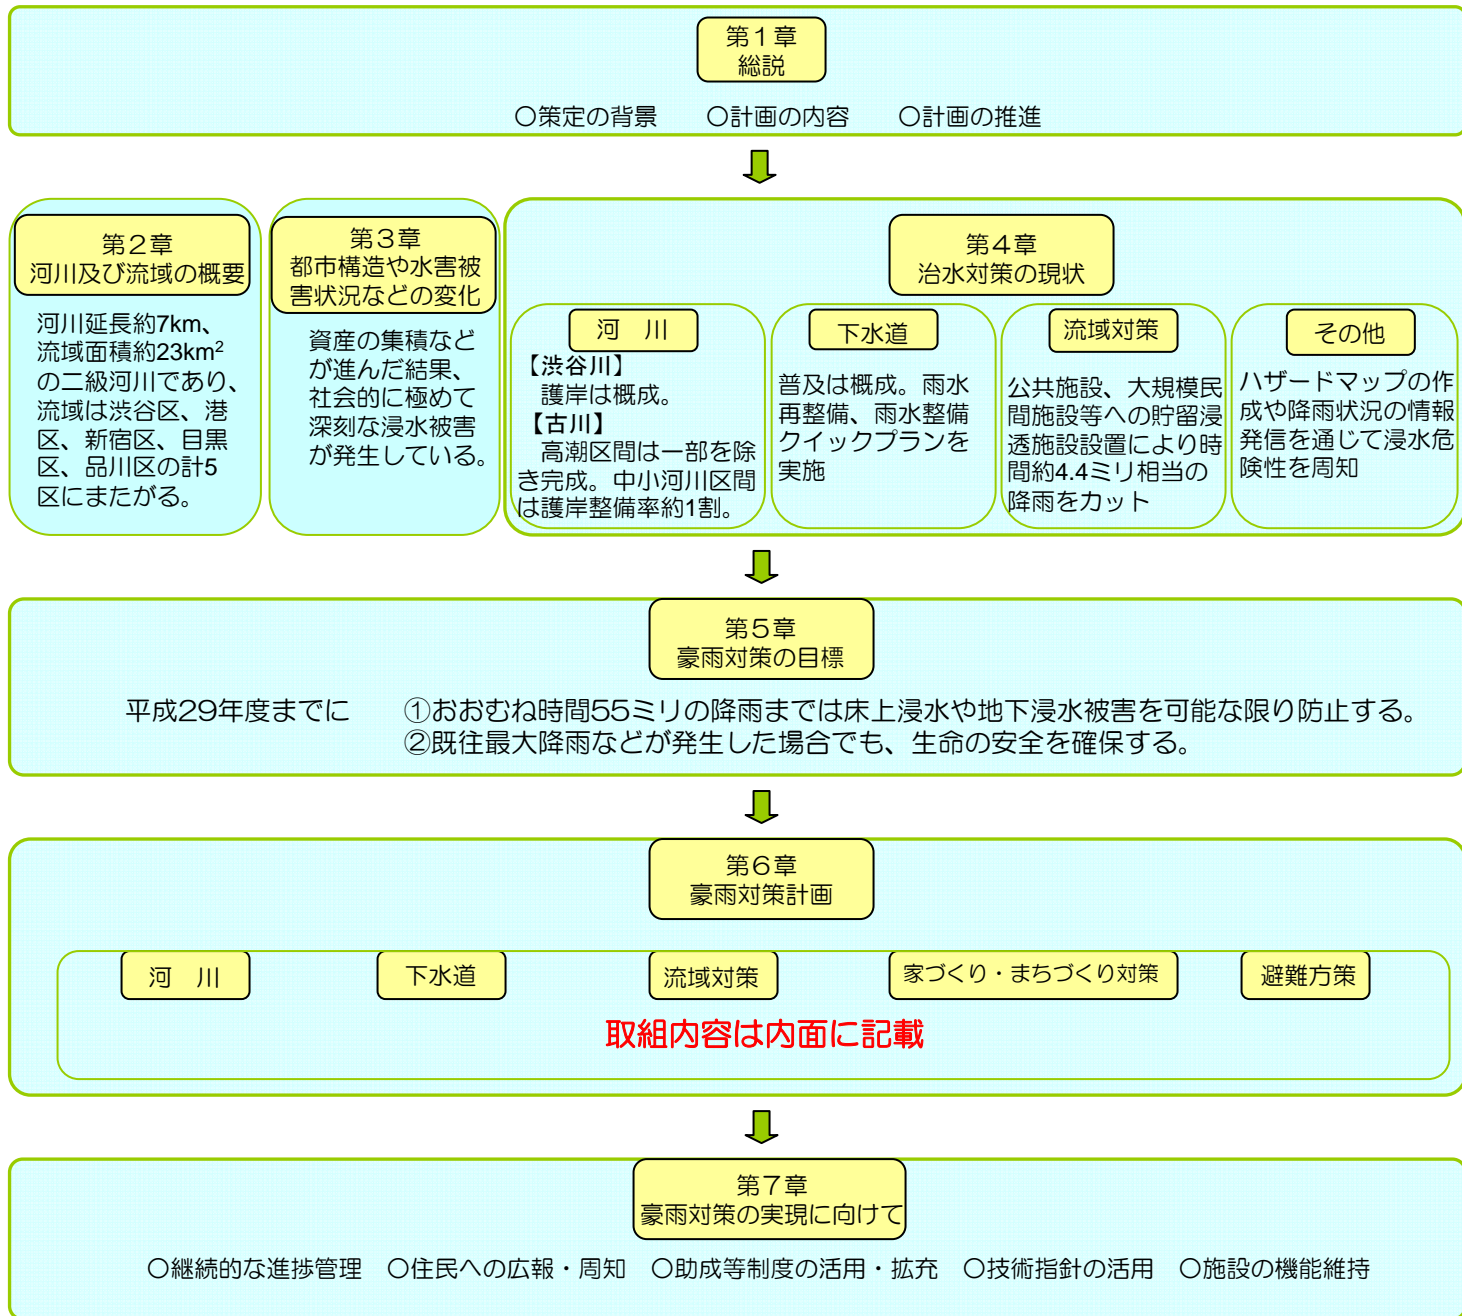 第1章
総説
○策定の背景　○計画の内容　○計画の推進
第2章
河川及び流域の概要
河川延長約7km、
流域面積約23km²
の二級河川であり、
流域は渋谷区、港
区、新宿区、目黒
区、品川区の計5
区にまたがる。
第3章
都市構造や水害被
害状況などの変化
資産の集積など
が進んだ結果、
社会的に極めて
深刻な浸水被害
が発生している。
第4章
治水対策の現状
河　川
【渋谷川】
護岸は概成。
【古川】
高潮区間は一部を除
き完成。中小河川区間
は護岸整備率約1割。
下水道
普及は概成。雨水
再整備、雨水整備
クイックプランを
実施
流域対策
公共施設、大規模民
間施設等への貯留浸
透施設設置により時
間約4.4ミリ相当の
降雨をカット
その他
ハザードマップの作
成や降雨状況の情報
発信を通じて浸水危
険性を周知
第5章
豪雨対策の目標
平成29年度までに　①おおむね時間55ミリの降雨までは床上浸水や地下浸水被害を可能な限り防止する。
②既往最大降雨などが発生した場合でも、生命の安全を確保する。
第6章
豪雨対策計画
河　川
下水道
流域対策
家づくり・まちづくり対策
避難方策
取組内容は内面に記載
第7章
豪雨対策の実現に向けて
○継続的な進捗管理　○住民への広報・周知　○助成等制度の活用・拡充　○技術指針の活用　○施設の機能維持